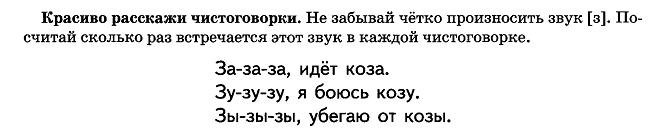 Красиво расскажи чистоговорки. Не забывай чётко произносить звук [з]. По-
считай сколько раз встречается этот звук в каждой чистоговорке.
За-за-за, идёт коза.
Зу-зу-зу, я боюсь козу.
Зы-зы-зы, убегаю от козы.